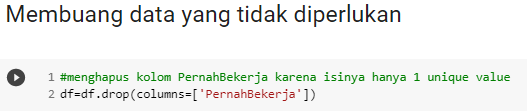 Membuang data yang tidak diperlukan
1 #menghapus kolom PernahBekerja karena isinya hanya 1 unique value
2 df=df.drop(columns=['PernahBekerja'])